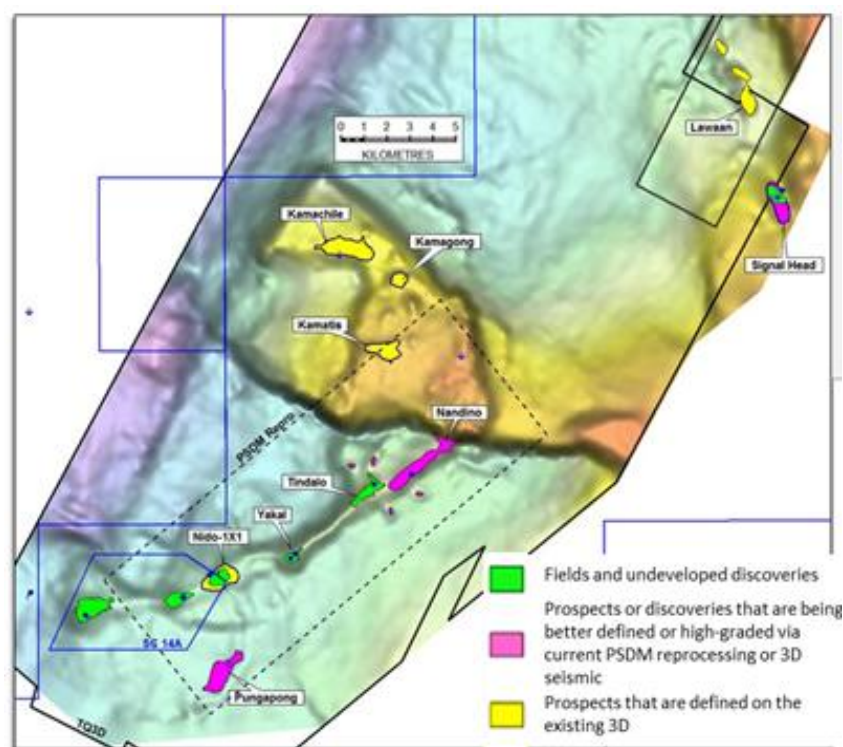 Lawaan
0 1 2 3 4 5
KILOMETRES
Kamachile
Kamagong
Signal Head
Kamatis
Nandino
PSDM Repro
Tindalo
Yakal
Nido-1X1
SC 14A
Pungapong
TQ3D
Fields and undeveloped discoveries
Prospects or discoveries that are being
better defined or high-graded via
current PSDM reprocessing or 3D
seismic
Prospects that are defined on the
existing 3D